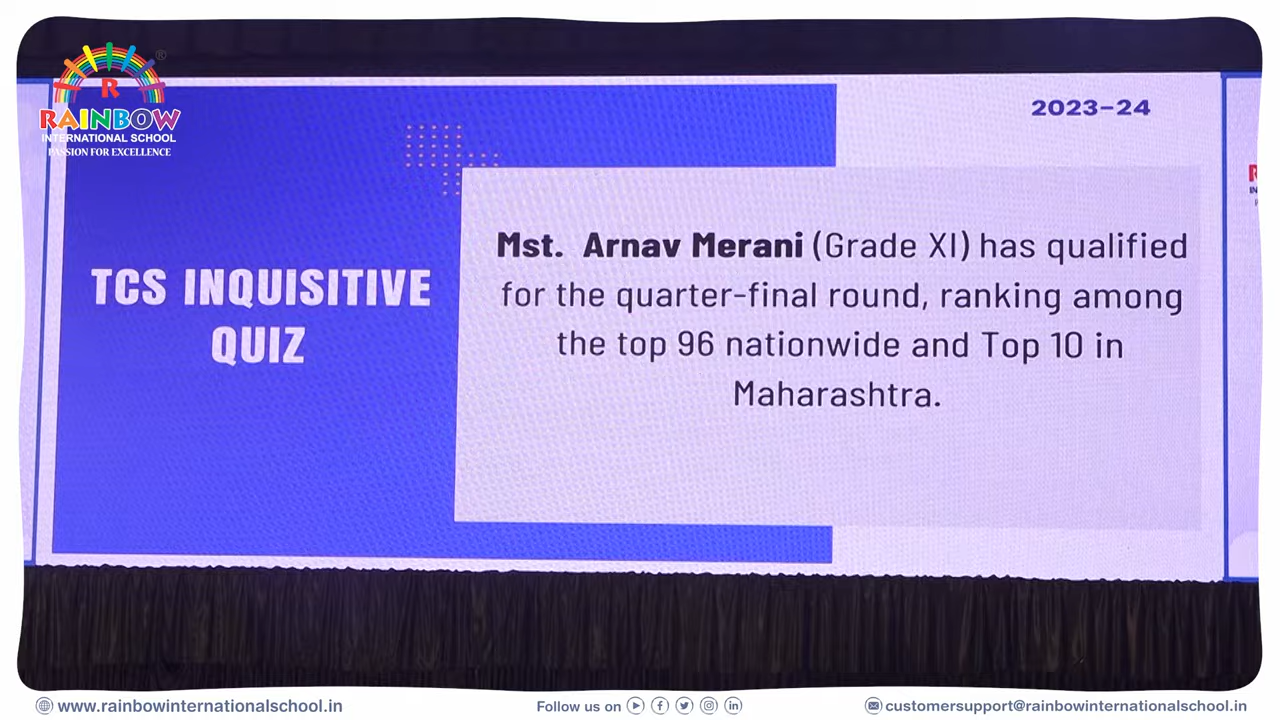 R
RAINBOW
INTERNATIONAL SCHOOL
PASSION FOR EXCELLENCE
2023-24
TCS INQUISITIVE
QUIZ
Mst. Arnav Merani (Grade XI) has qualified
for the quarter-final round, ranking among
the top 96 nationwide and Top 10 in
Maharashtra.
www.rainbowinternationalschool.in
Follow us on
customersupport@rainbowinternationalschool.in